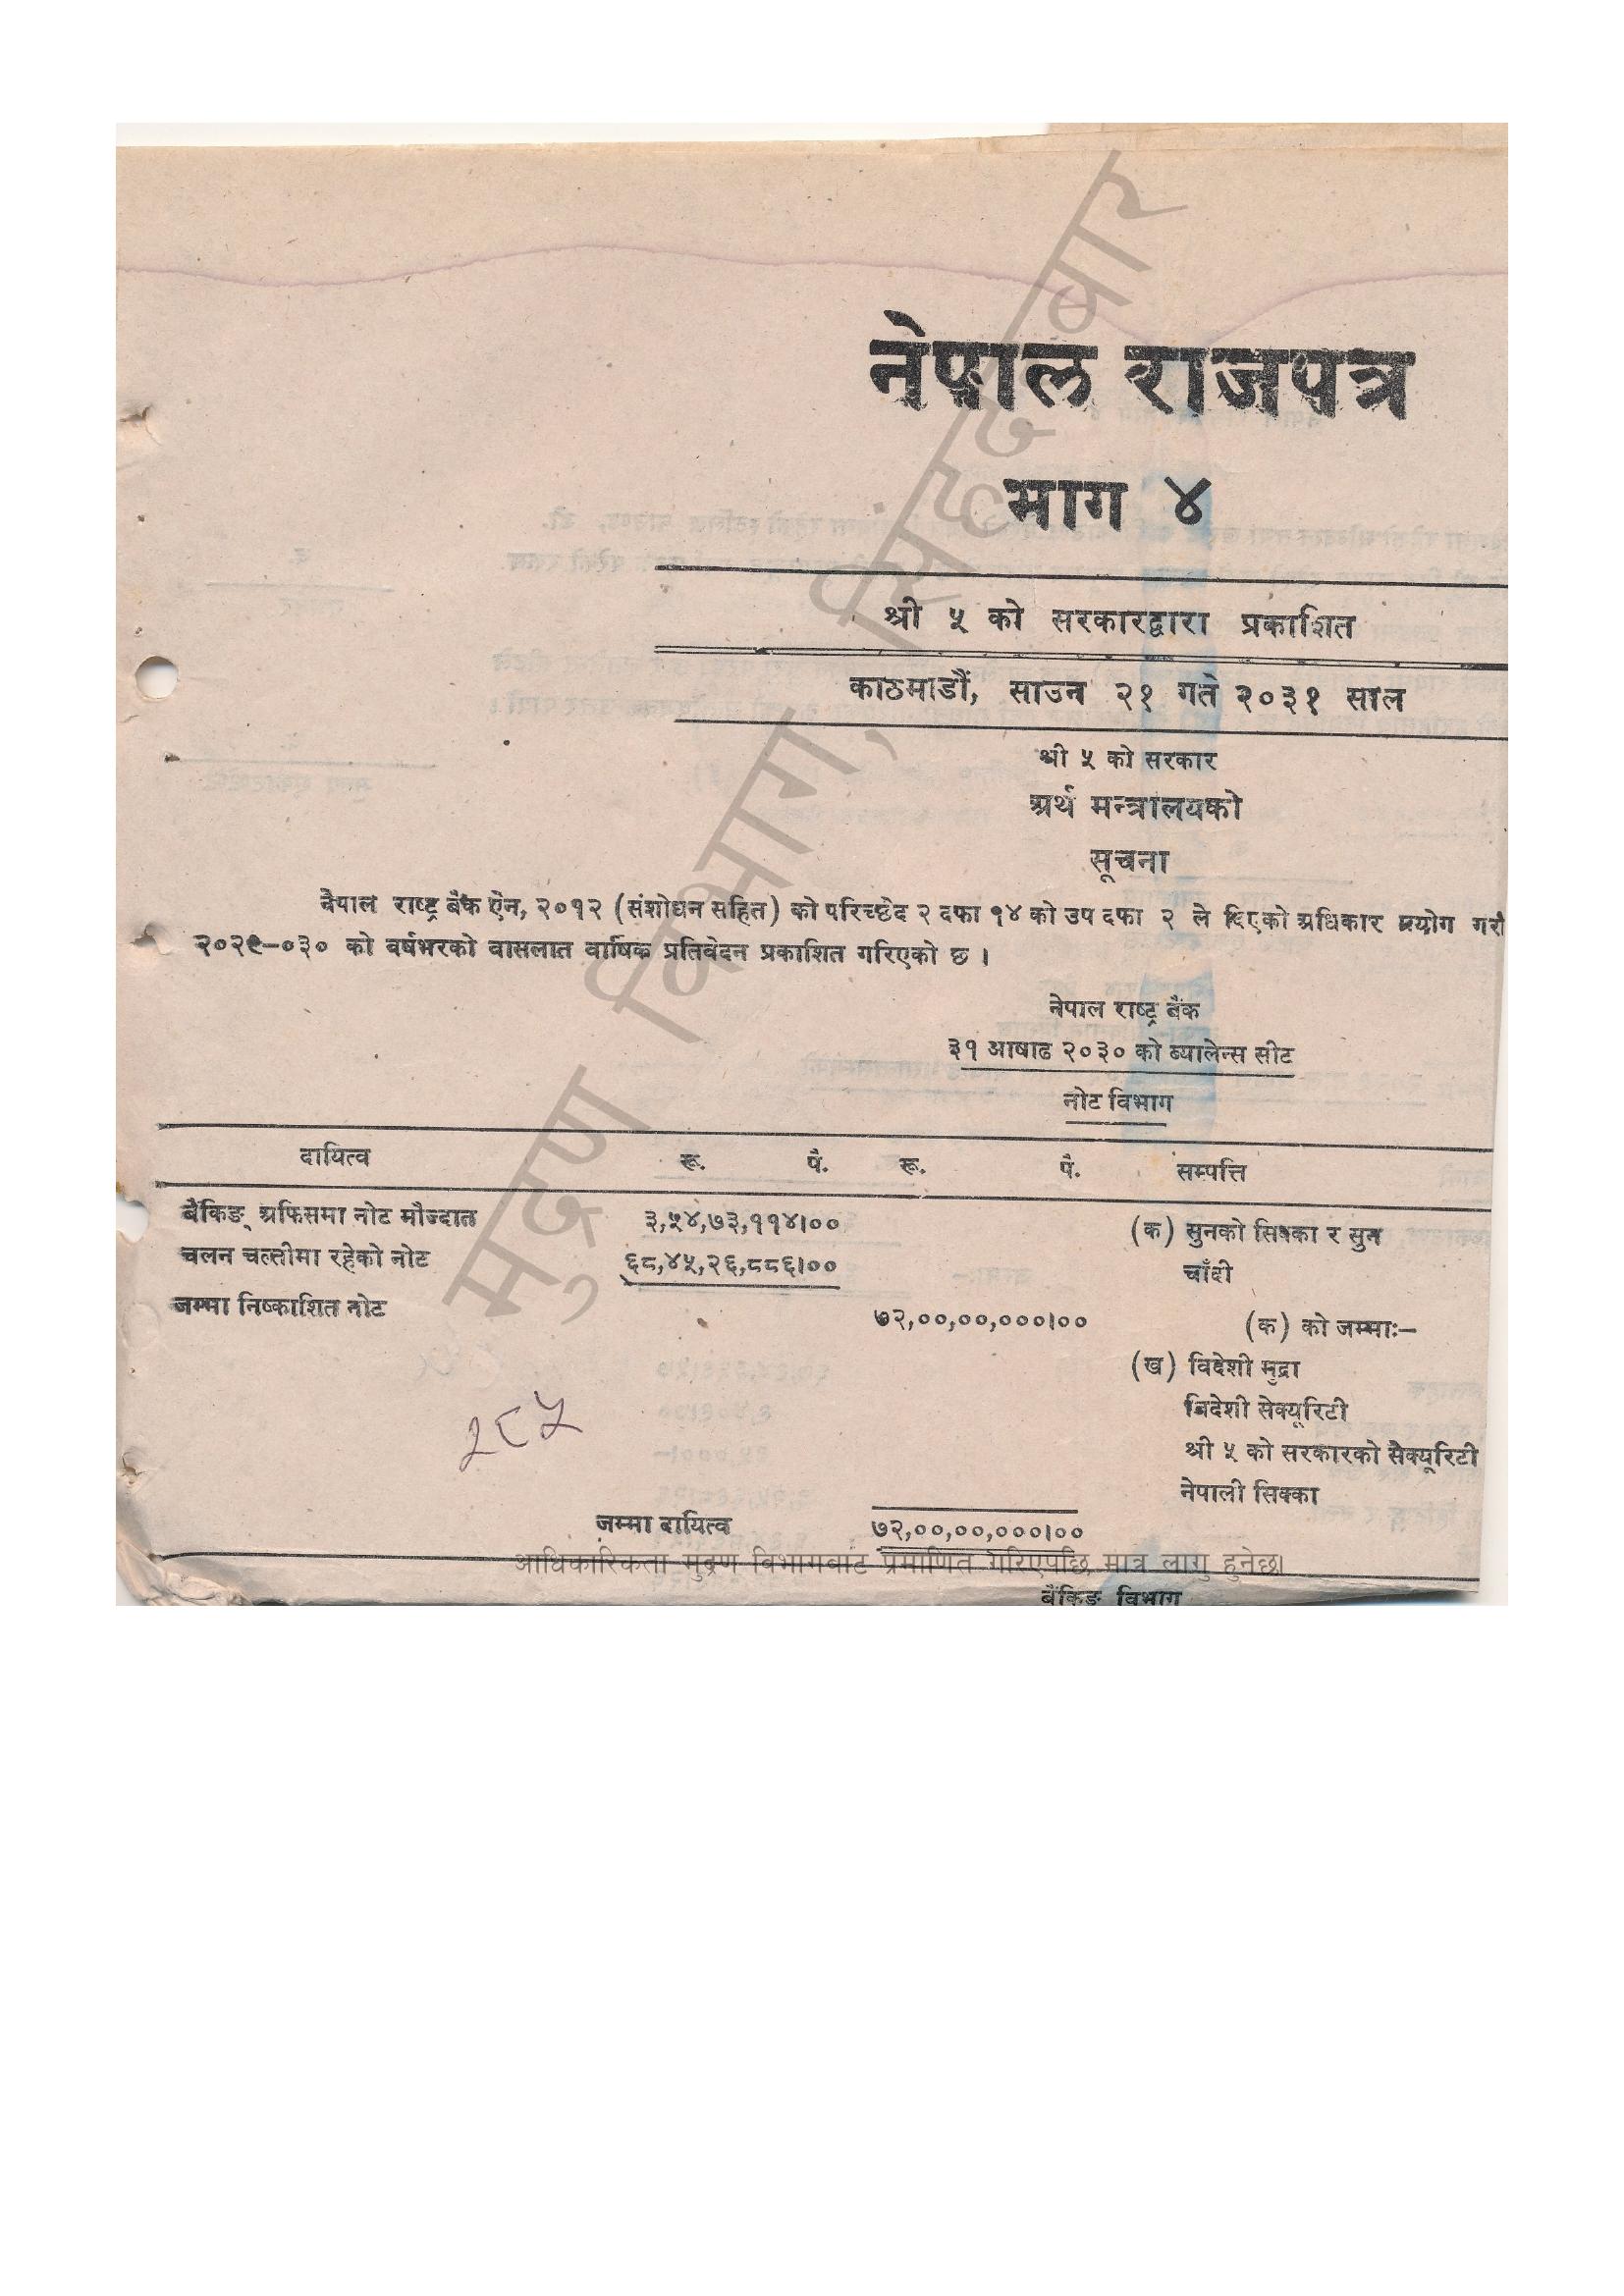 नेपाल राजपत्र
भाग ४
श्री ५ को सरकारद्वारा प्रकाशित
काठमाडौं, साउन २१ गते २०३१ साल
श्री ५ को सरकार
अर्थ मन्त्रालयको
सूचना
नेपाल राष्ट्र बैंक ऐन, २०१२ (संशोधन सहित) को परिच्छेद २ दफा १४ को उप दफा २ ले दिएको अधिकार प्रयोग गरी
२०२९–०३० को वर्षभरको वासलात वार्षिक प्रतिवेदन प्रकाशित गरिएको छ ।
नेपाल राष्ट्र बैंक
३१ आषाढ २०३० को ब्यालेन्स सीट
नोट विभाग
दायित्व रू. पै. रू. पै. सम्पत्ति
बैंकिङ्ग अफिसमा नोट मौज्दात ३,५४,७३,११४।०० (क) सुनको सिक्का र सुन
चलन चल्तीमा रहेको नोट ६८,४५,२६,८८६।०० चाँदी
जम्मा निष्काशित नोट ७२,००,००,०००।०० (क) को जम्माः–
(ख) विदेशी मुद्रा
विदेशी सेक्यूरिटी
श्री ५ को सरकारको सेक्यूरिटी
नेपाली सिक्का
२८५
जम्मा दायित्व ७२,००,००,०००।००
आधिकारिकता मुद्रण विभागवाट प्रमाणित गरिएपछि मात्र लागु हुनेछ।
बैंकिङ विभाग
मुद्रण विभाग, सिंहदरवार